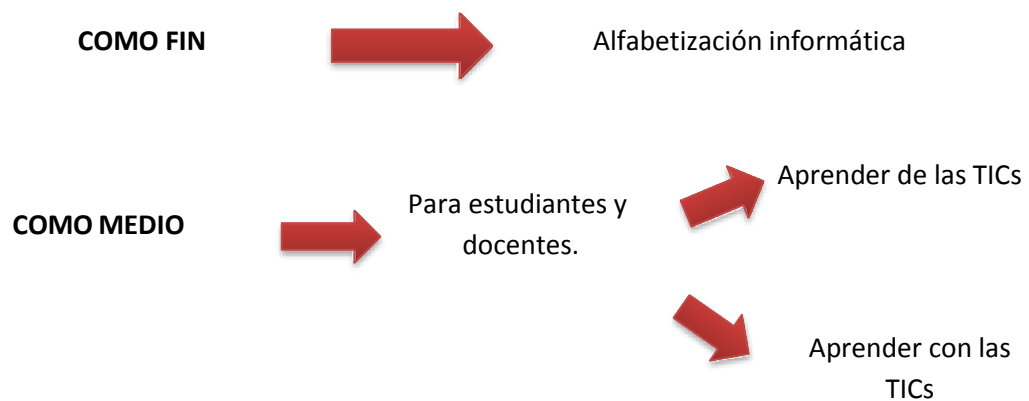 COMO FIN
Alfabetización informática
COMO MEDIO
Para estudiantes y
docentes.
Aprender de las TICs
Aprender con las
TICs